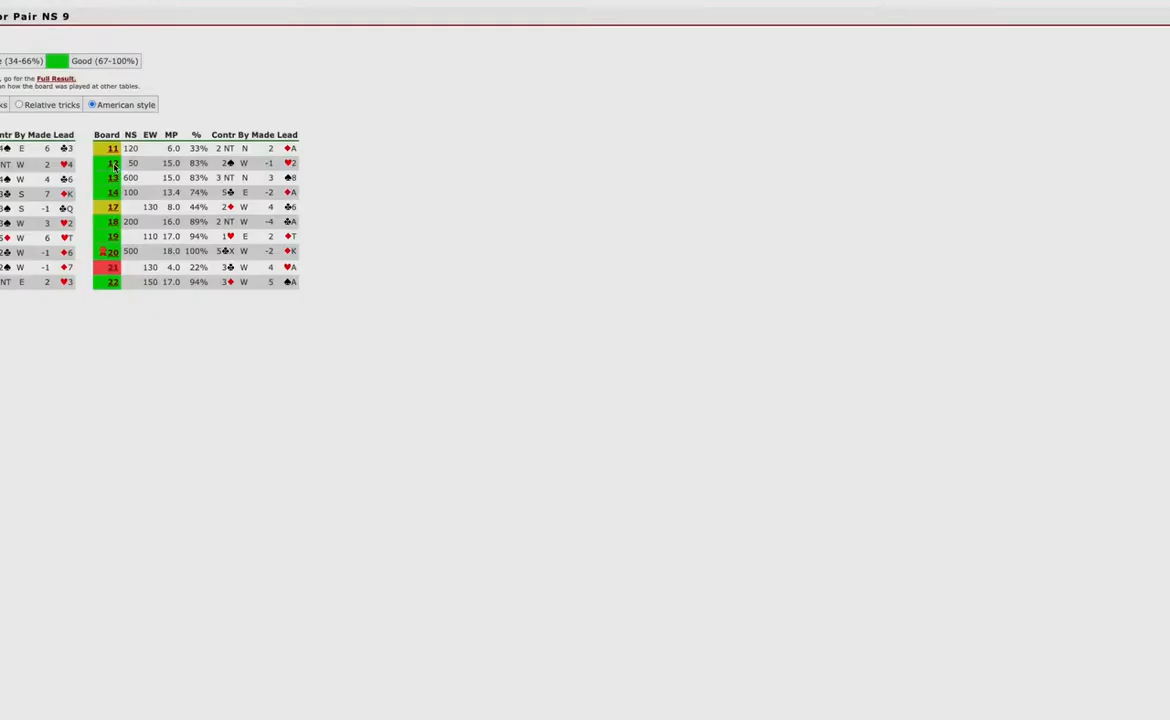 or Pair NS 9
e (34-66%) Good (67-100%)
, go for the Full Result.
an how the board was played at other tables.
ks Relative tricks American style
ntr By Made Lead Board NS EW MP % Contr By Made Lead
4♠ E 6 ♣3 11 120 6.0 33% 2 NT N 2 ♦A
NT W 2 ♥4 12 50 15.0 83% 2♠ W -1 ♥2
4♠ W 4 ♣6 13 600 15.0 83% 3 NT N 3 ♠8
3♣ S 7 ♦K 14 100 13.4 74% 5♣ E -2 ♦A
3♠ S -1 ♣Q 17 130 8.0 44% 2♦ W 4 ♣6
3♠ W 3 ♥2 18 200 16.0 89% 2 NT W -4 ♣A
5♦ W 6 ♥T 19 110 17.0 94% 1♥ E 2 ♦T
2♣ W -1 ♦6 20 500 18.0 100% 5♣X W -2 ♦K
2♠ W -1 ♦7 21 130 4.0 22% 3♣ W 4 ♥A
NT E 2 ♥3 22 150 17.0 94% 3♦ W 5 ♠A